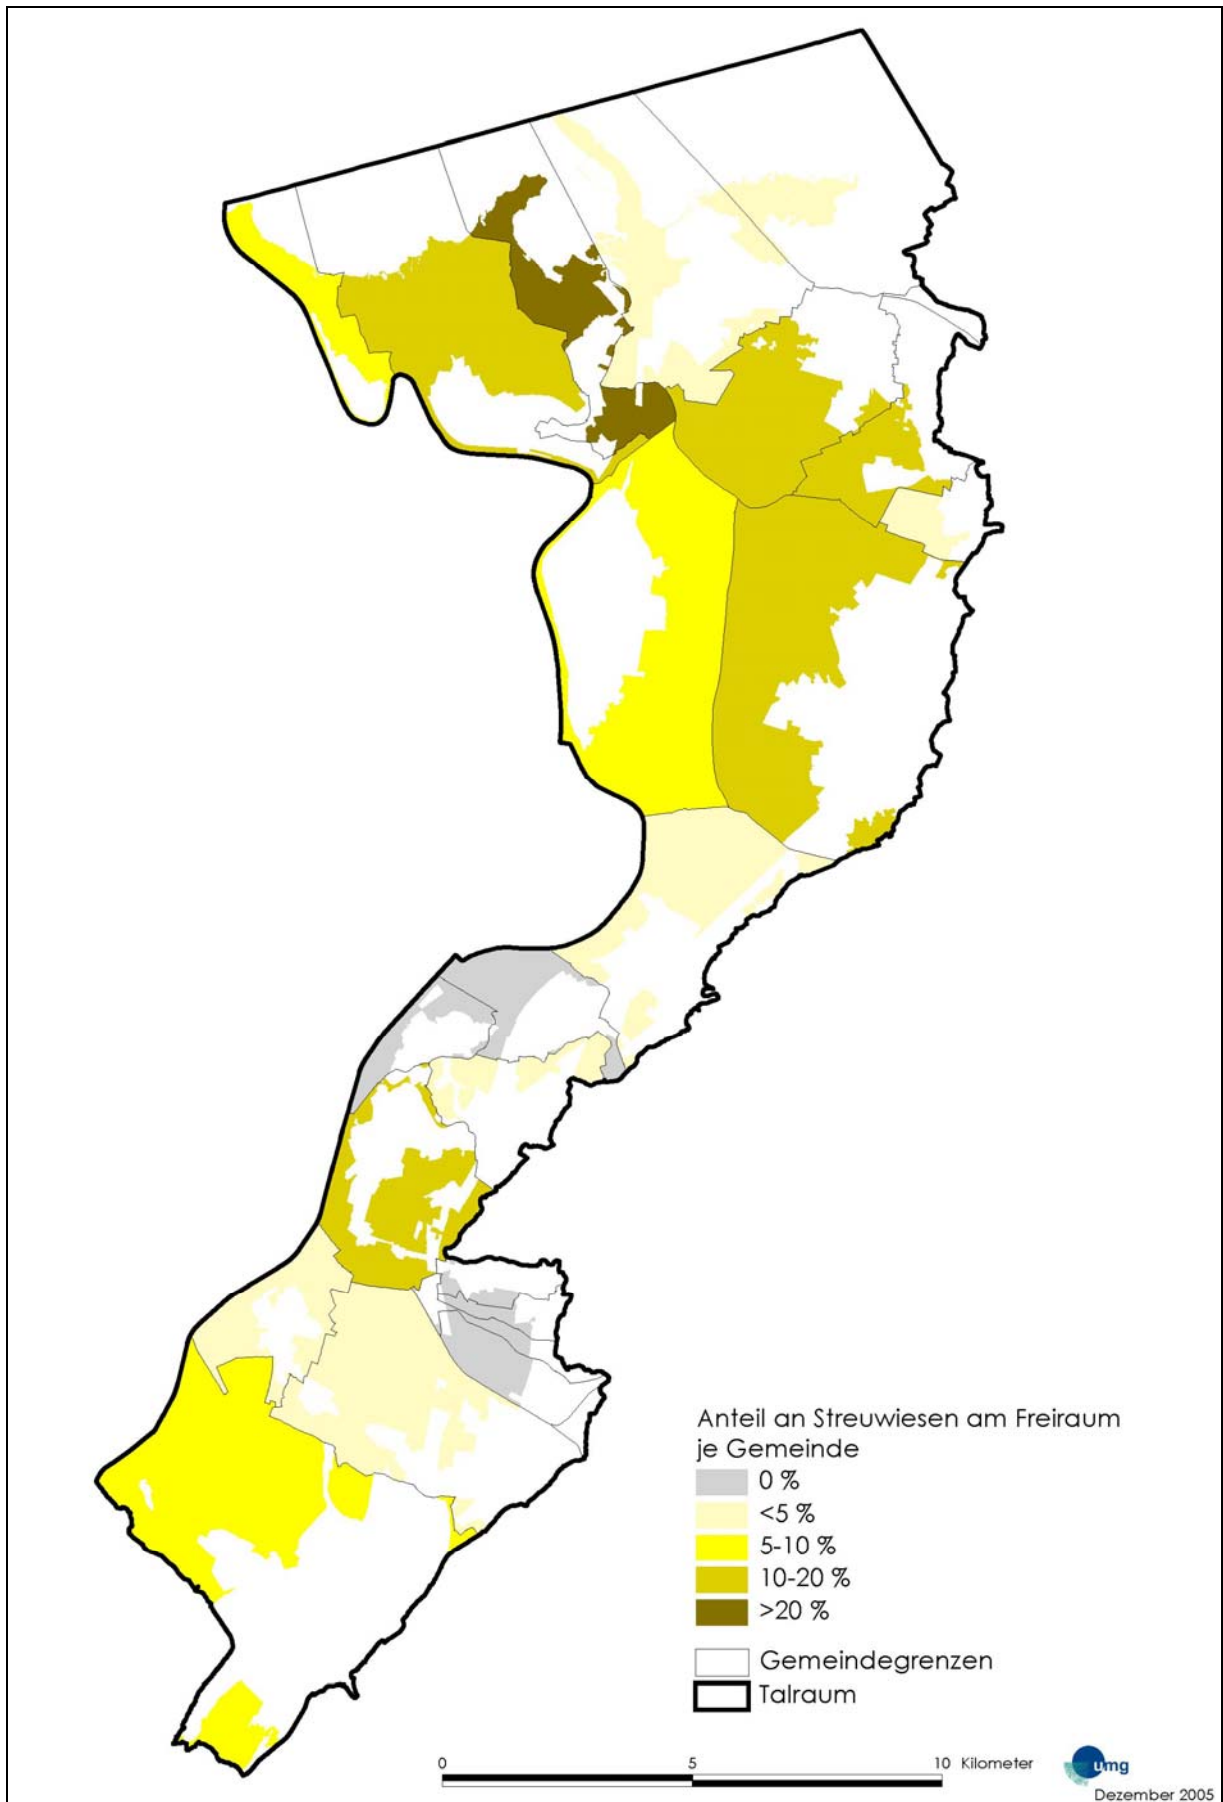 Anteil an Streuwiesen am Freiraum
je Gemeinde
0 %
<5 %
5-10 %
10-20 %
>20 %
Gemeindegrenzen
Talraum
0 5 10 Kilometer
umg
Dezember 2005